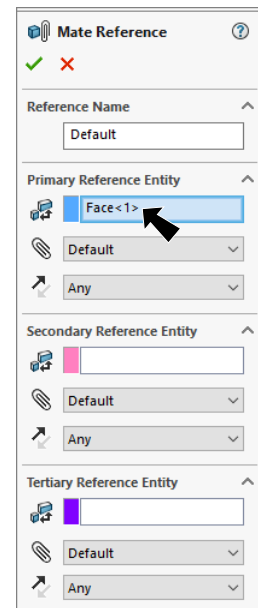 Mate Reference
Reference Name
Default
Primary Reference Entity
Face<1>
Default
Any
Secondary Reference Entity
Default
Any
Tertiary Reference Entity
Default
Any